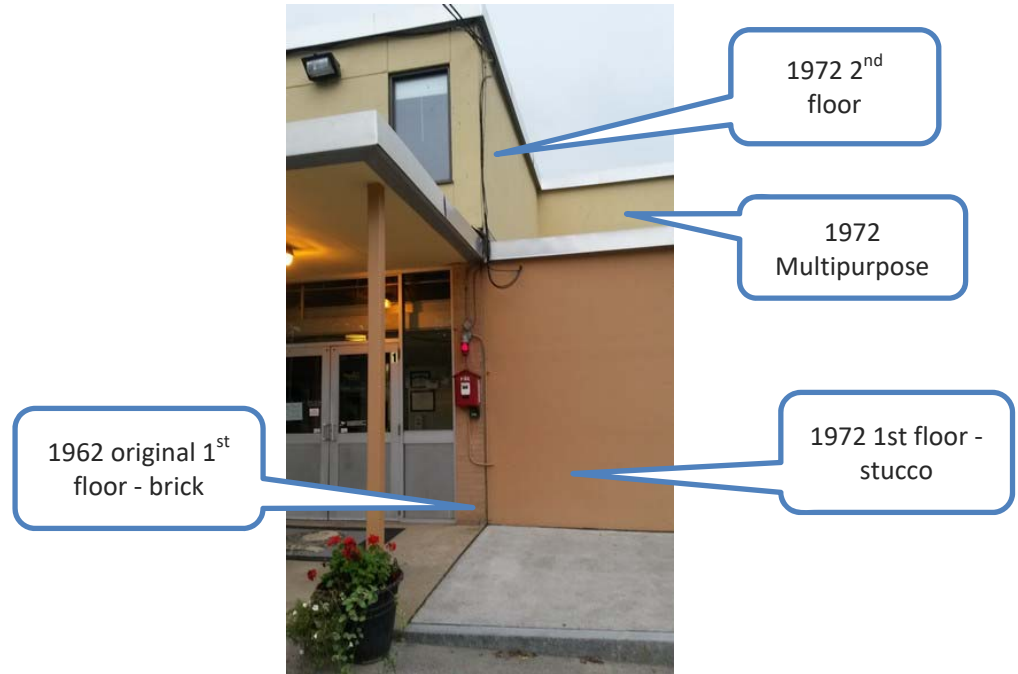 1972 2nd
floor
1972
Multipurpose
1
1962 original 1st
floor - brick
1972 1st floor -
stucco